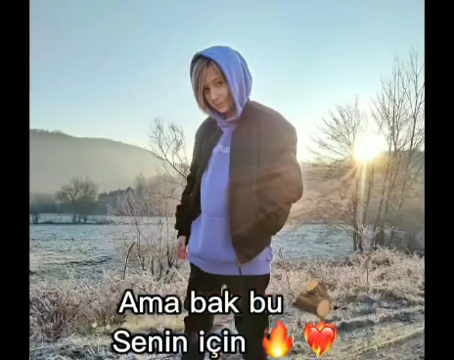 Ama bak bu 🪵
Senin için 🔥❤️‍🔥